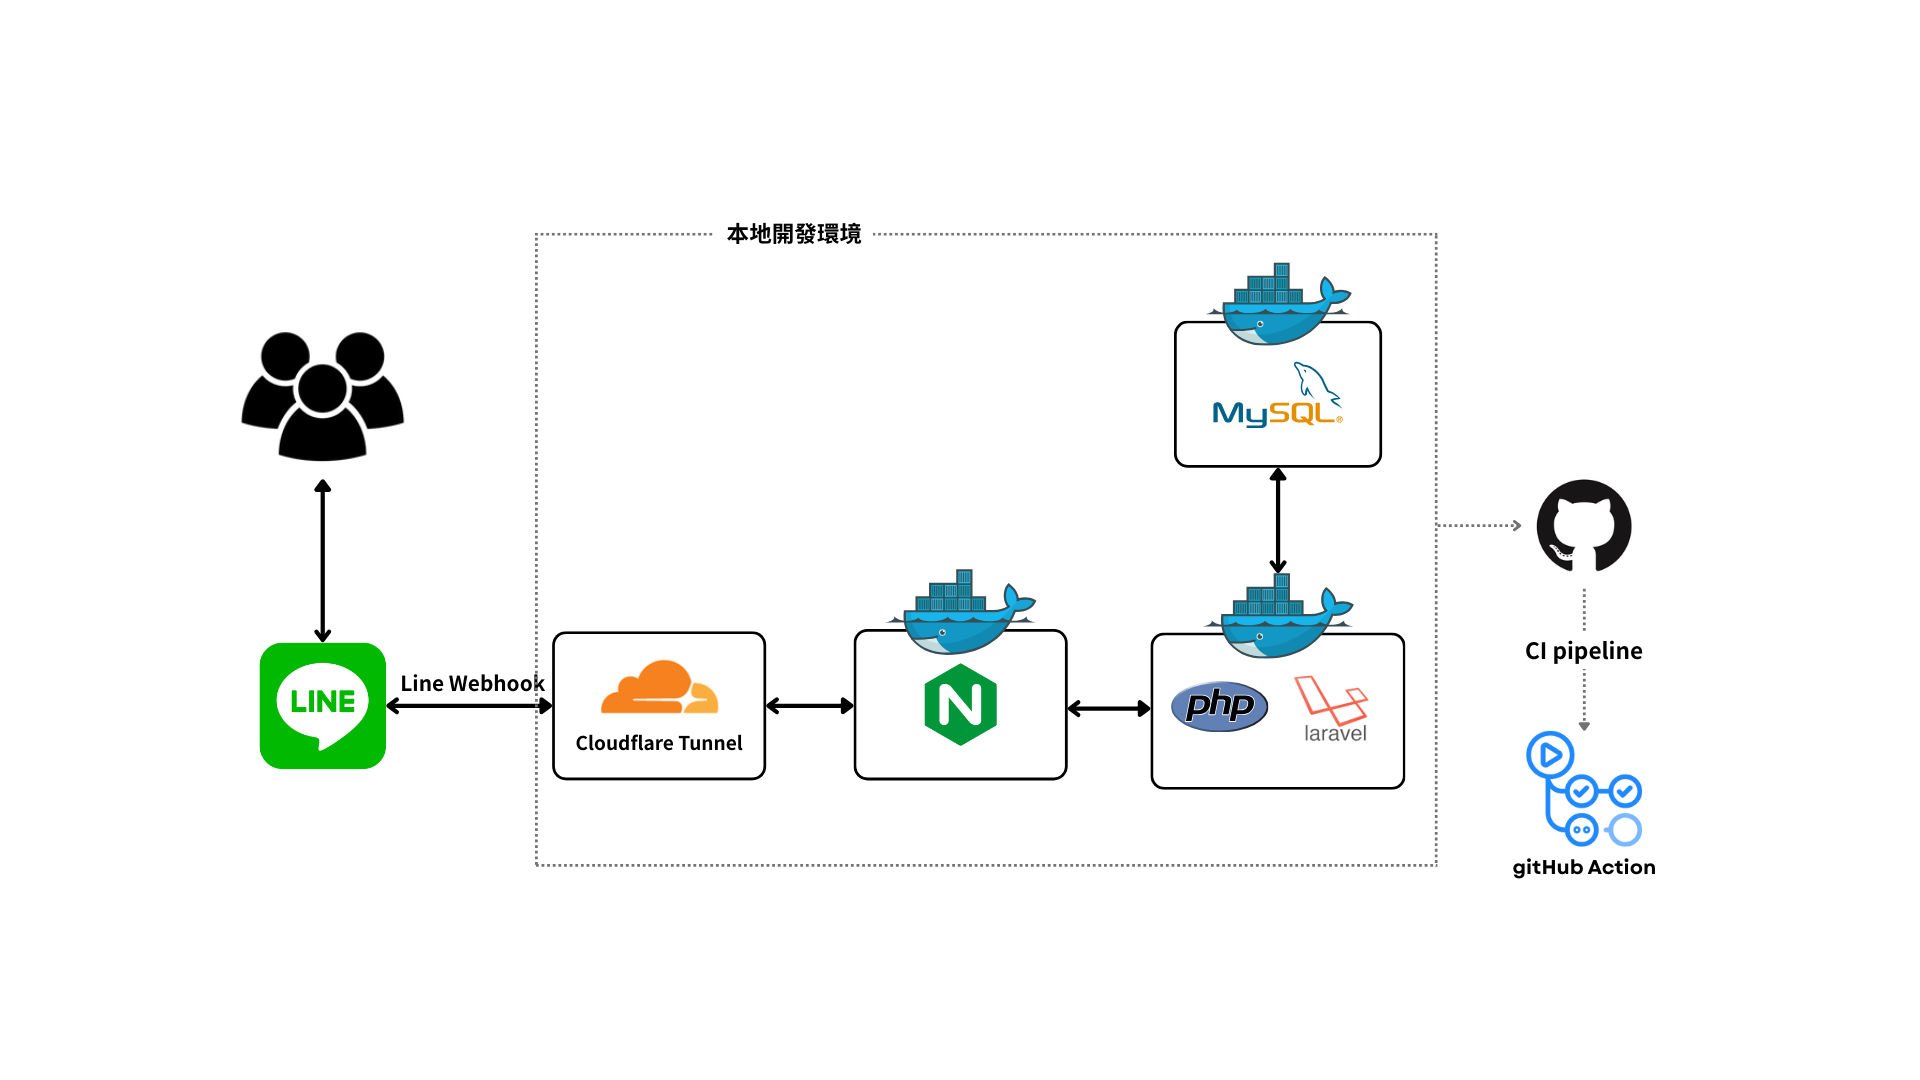 本地開發環境
MySQL®
LINE
Line Webhook
Cloudflare Tunnel
N
php
laravel
CI pipeline
gitHub Action